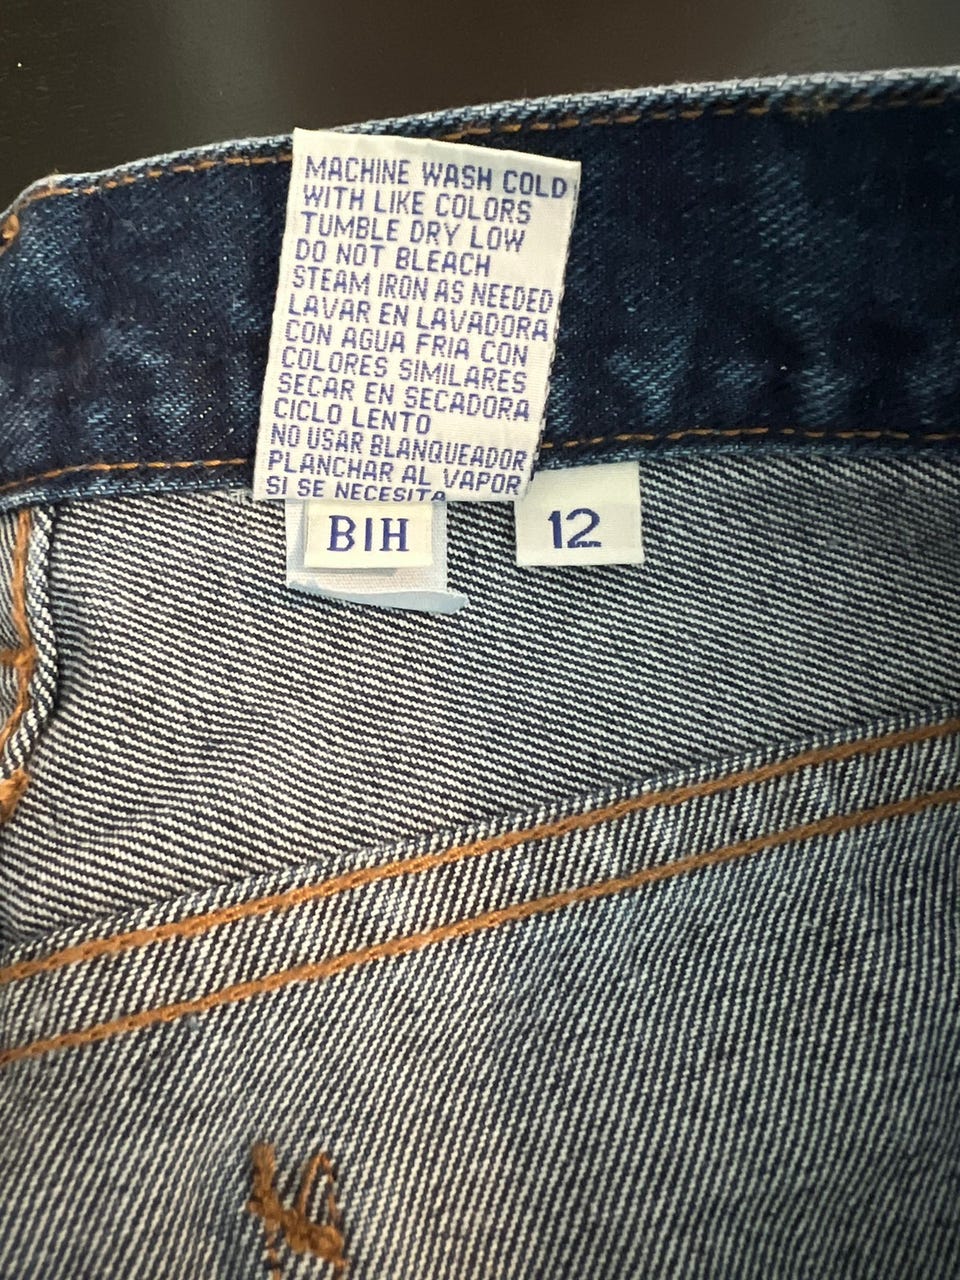 MACHINE WASH COLD
WITH LIKE COLORS
TUMBLE DRY LOW
DO NOT BLEACH
STEAM IRON AS NEEDED
LAVAR EN LAVADORA
CON AGUA FRIA CON
COLORES SIMILARES
SECAR EN SECADORA
CICLO LENTO
NO USAR BLANQUEADOR
PLANCHAR AL VAPOR
SI SE NECESITA
BIH
12